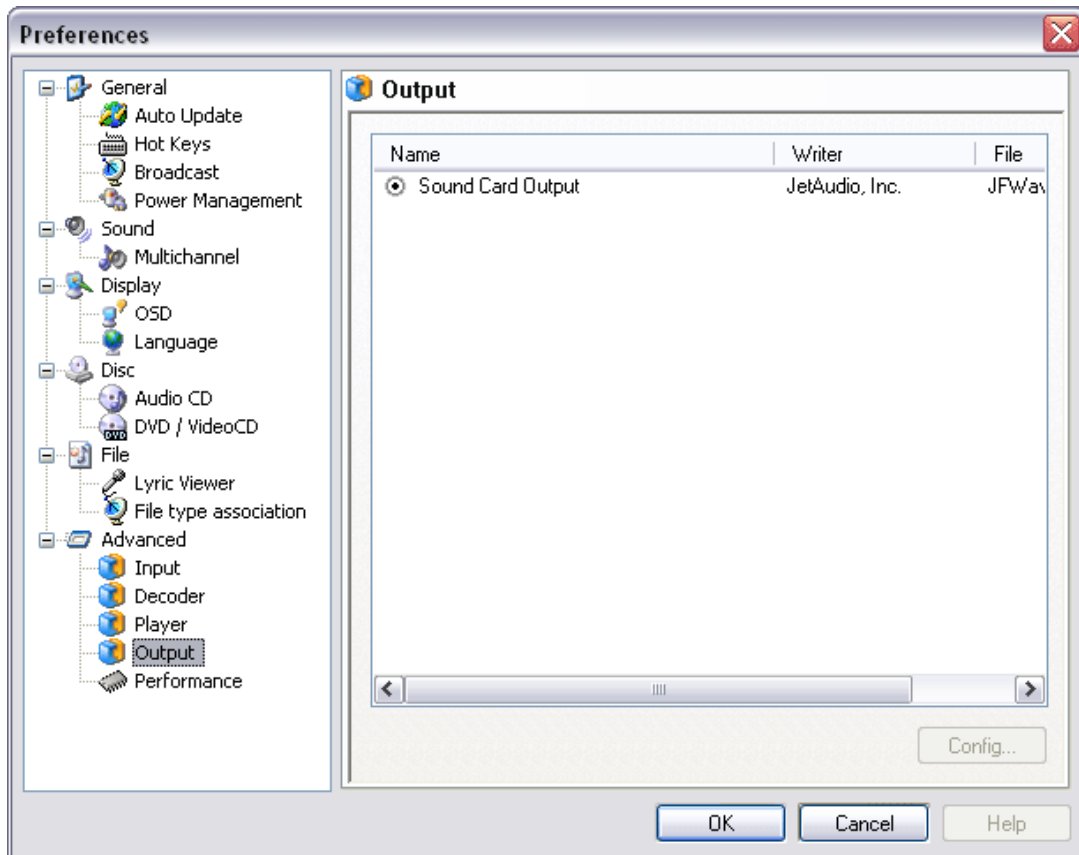 Preferences
General
Auto Update
Hot Keys
Broadcast
Power Management
Sound
Multichannel
Display
OSD
Language
Disc
Audio CD
DVD / VideoCD
File
Lyric Viewer
File type association
Advanced
Input
Decoder
Player
Output
Performance
Output
Name Writer File
Sound Card Output JetAudio, Inc. JFWav
Config...
OK Cancel Help